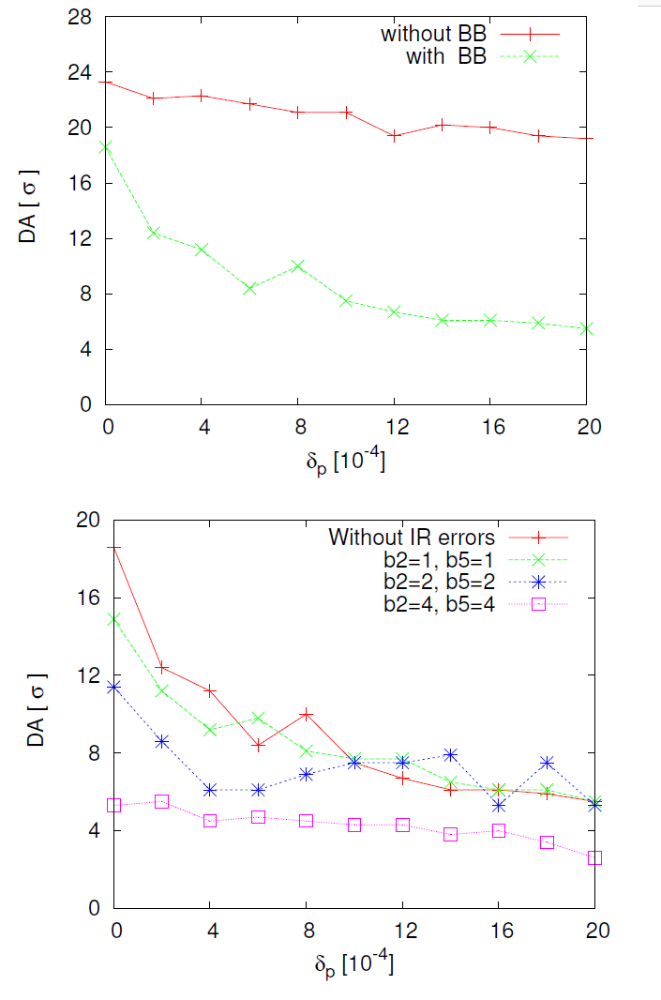 28
24
20
16
12
8
4
0
DA [ σ ]
without BB
with BB
0 4 8 12 16 20
δp [10-4]
20
16
12
8
4
0
DA [ σ ]
Without IR errors
b2=1, b5=1
b2=2, b5=2
b2=4, b5=4
0 4 8 12 16 20
δp [10-4]